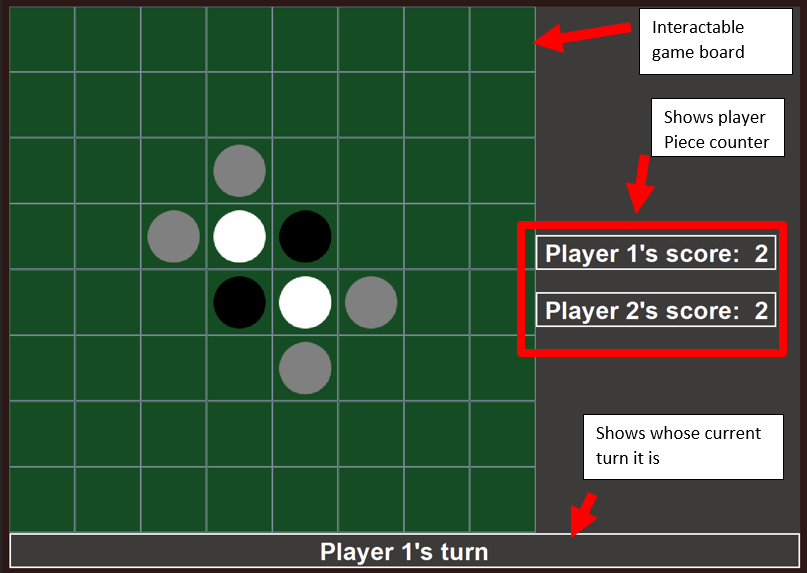 Interactable
game board
Shows player
Piece counter
Player 1's score: 2
Player 2's score: 2
Shows whose current
turn it is
Player 1's turn